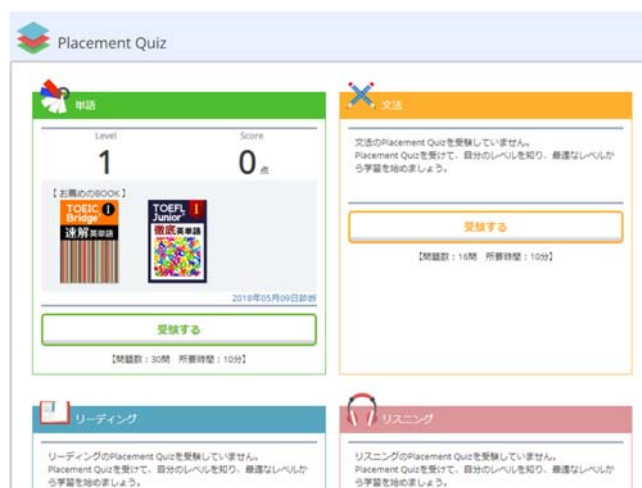 Placement Quiz
単語
Level
Score
1
0点
【お薦めのBOOK】
TOEIC
Bridge I
速解英単語
TOEFL
Junior I
徹底英単語
2018年05月09日診断
受験する
【問題数：30問 所要時間：10分】
文法
文法のPlacement Quizを受験していません。
Placement Quizを受けて、自分のレベルを知り、最適なレベルか
ら学習を始めましょう。
受験する
【問題数：16問 所要時間：10分】
リーディング
リーディングのPlacement Quizを受験していません。
Placement Quizを受けて、自分のレベルを知り、最適なレベルか
ら学習を始めましょう。
リスニング
リスニングのPlacement Quizを受験していません。
Placement Quizを受けて、自分のレベルを知り、最適なレベルか
ら学習を始めましょう。